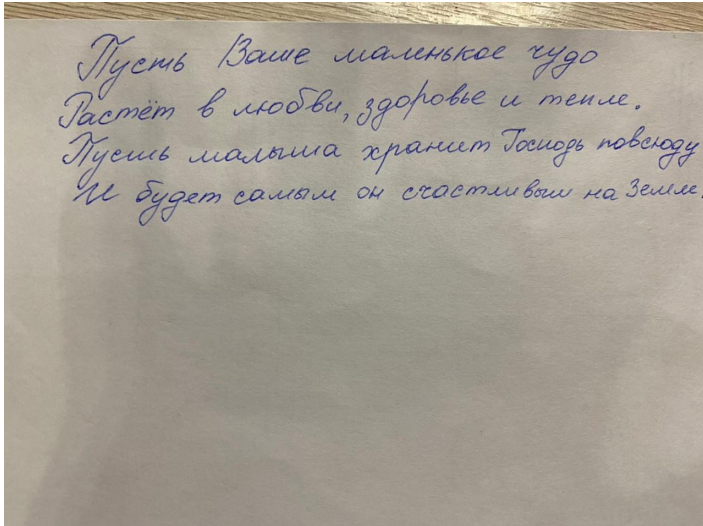 Пусть Ваше маленькое чудо
Растёт в любви, здоровье и тепле.
Пусть малыша хранит Господь повсюду
И будет самым он счастливым на Земле.